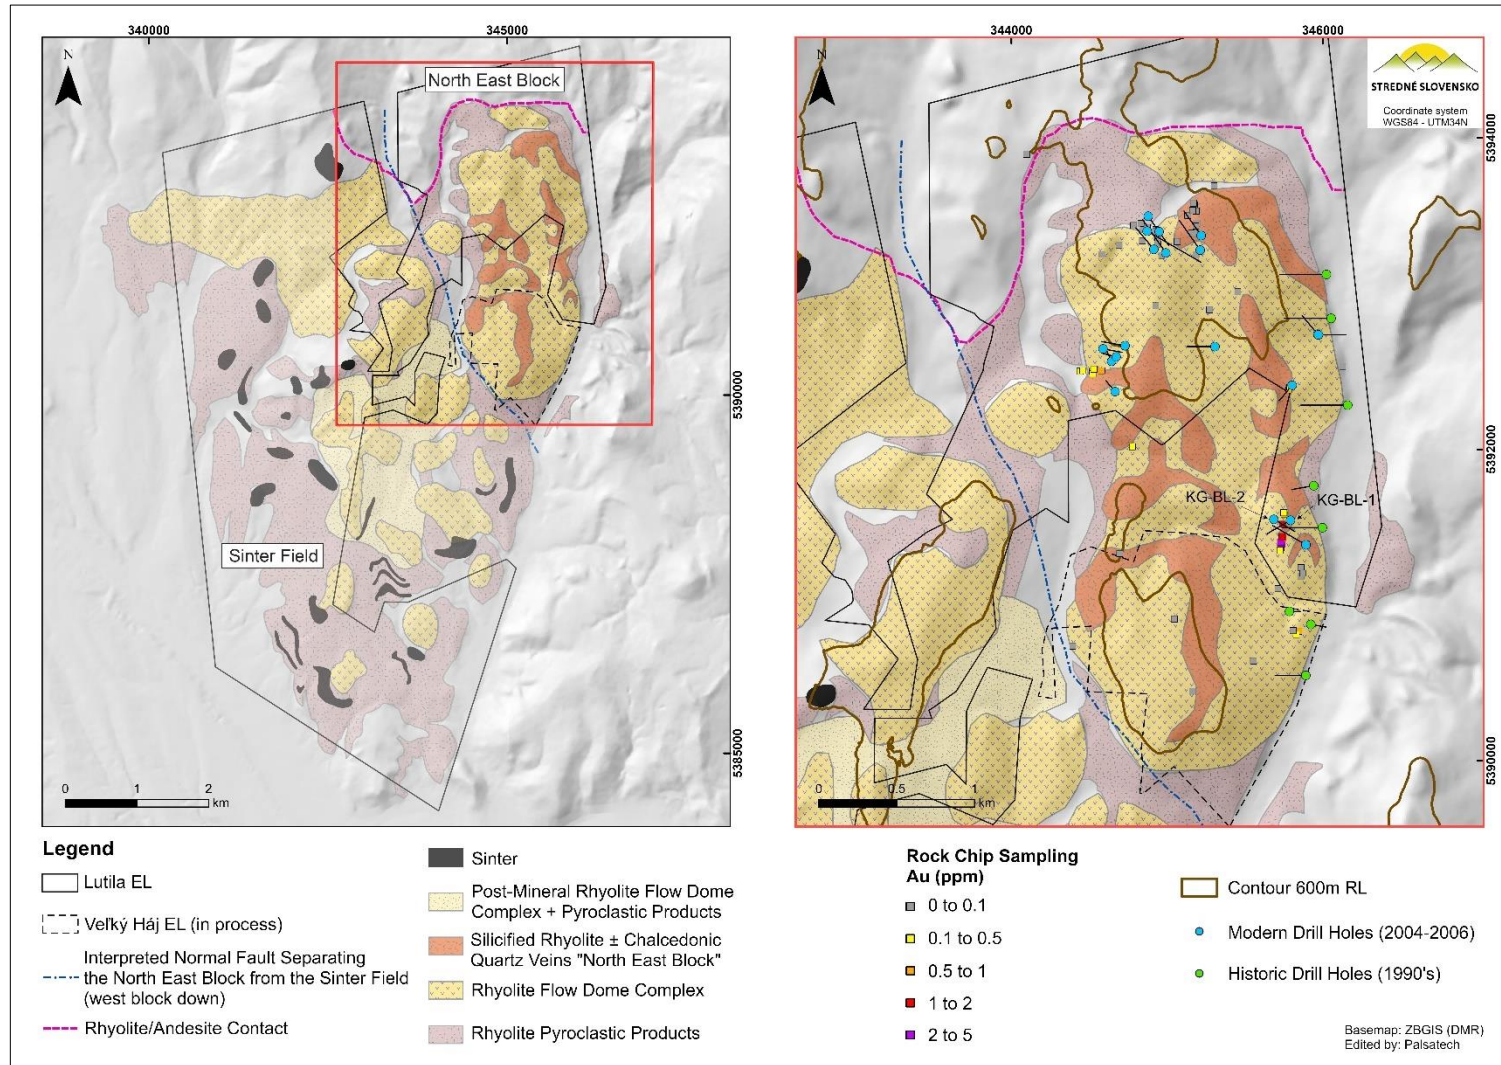 340000
345000
N
North East Block
5390000
Sinter Field
5385000
0
1
2
km
344000
346000
N
STREDNÉ SLOVENSKO
Coordinate system
WGS84 - UTM34N
5394000
5392000
KG-BL-2
KG-BL-1
5390000
0
0.5
1
km
Legend
Lutila EL
Veľký Háj EL (in process)
Interpreted Normal Fault Separating
the North East Block from the Sinter Field
(west block down)
Rhyolite/Andesite Contact
Sinter
Post-Mineral Rhyolite Flow Dome
Complex + Pyroclastic Products
Silicified Rhyolite ± Chalcedonic
Quartz Veins "North East Block"
Rhyolite Flow Dome Complex
Rhyolite Pyroclastic Products
Rock Chip Sampling
Au (ppm)
0 to 0.1
0.1 to 0.5
0.5 to 1
1 to 2
2 to 5
Contour 600m RL
Modern Drill Holes (2004-2006)
Historic Drill Holes (1990's)
Basemap: ZBGIS (DMR)
Edited by: Palsatech